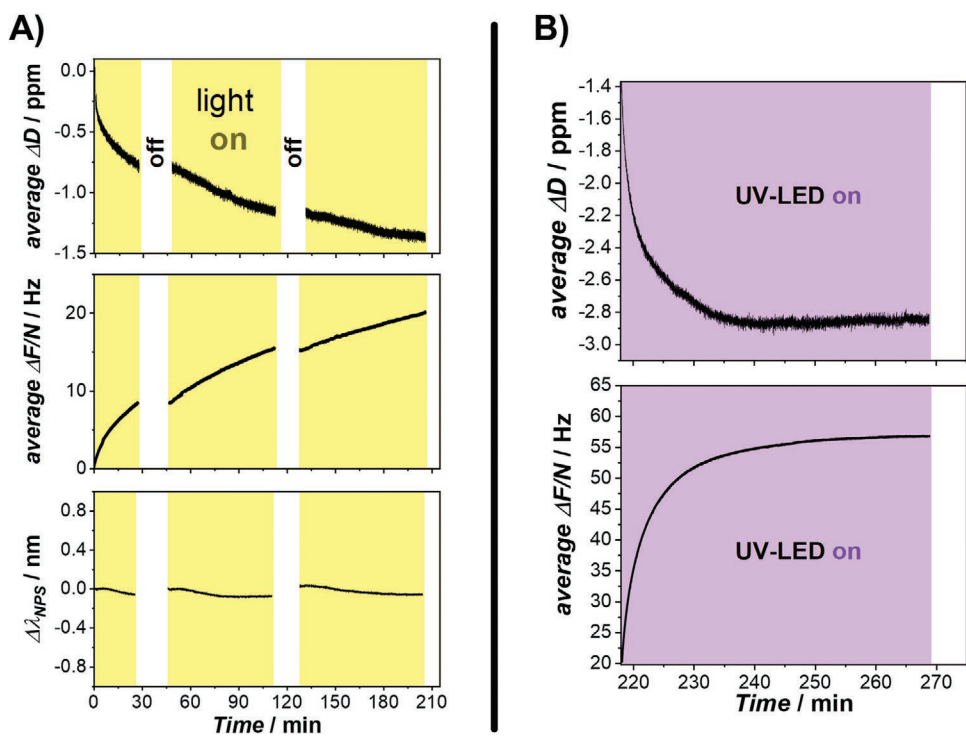 A)
average ΔD / ppm
0.0
-0.5
-1.0
-1.5
light
on
off
off
average ΔF/N / Hz
20
10
0
ΔλNPS / nm
0.8
0.4
0.0
-0.4
-0.8
0 30 60 90 120 150 180 210
Time / min
B)
average ΔD / ppm
-1.4
-1.6
-1.8
-2.0
-2.2
-2.4
-2.6
-2.8
-3.0
UV-LED on
average ΔF/N / Hz
65
60
55
50
45
40
35
30
25
20
UV-LED on
220 230 240 250 260 270
Time / min